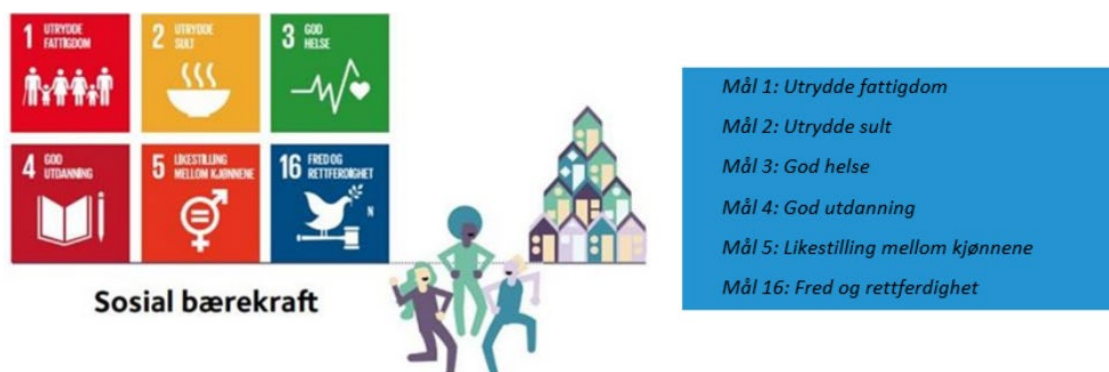 1 UTRYDDE
FATTIGDOM
2 UTRYDDE
SULT
3 GOD
HELSE
4 GOD
UTDANNING
5 LIKESTILLING
MELLOM KJØNNENE
16 FRED OG
RETTFERDIGHET
N
Sosial bærekraft
Mål 1: Utrydde fattigdom
Mål 2: Utrydde sult
Mål 3: God helse
Mål 4: God utdanning
Mål 5: Likestilling mellom kjønnene
Mål 16: Fred og rettferdighet